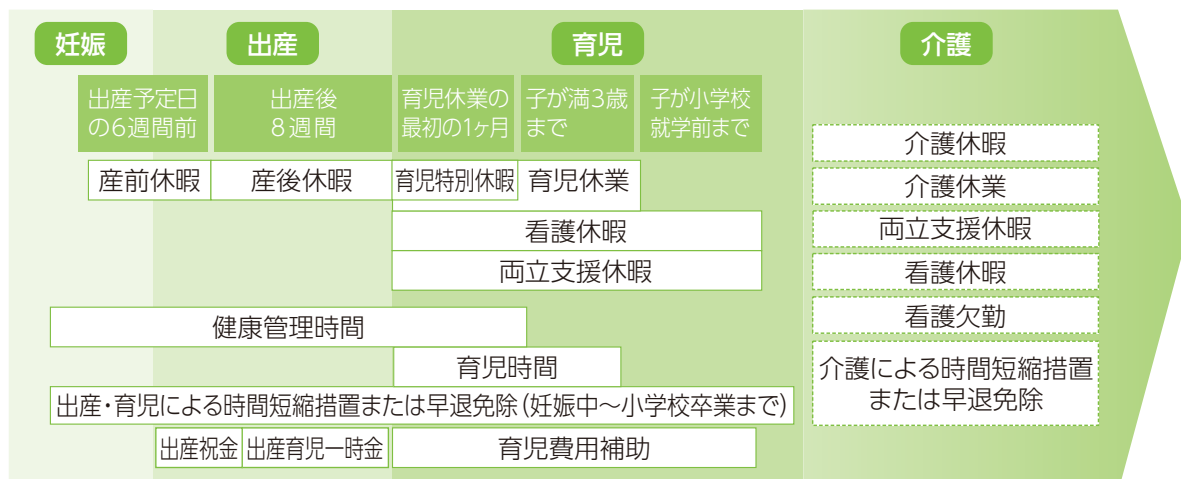 妊娠
出産
育児
介護
出産予定日
の6週間前
出産後
8週間
育児休業の
最初の1ヶ月
子が満3歳
まで
子が小学校
就学前まで
産前休暇
産後休暇
育児特別休暇
育児休業
看護休暇
両立支援休暇
健康管理時間
育児時間
出産・育児による時間短縮措置または早退免除(妊娠中～小学校卒業まで)
出産祝金
出産育児一時金
育児費用補助
介護休暇
介護休業
両立支援休暇
看護休暇
看護欠勤
介護による時間短縮措置
または早退免除